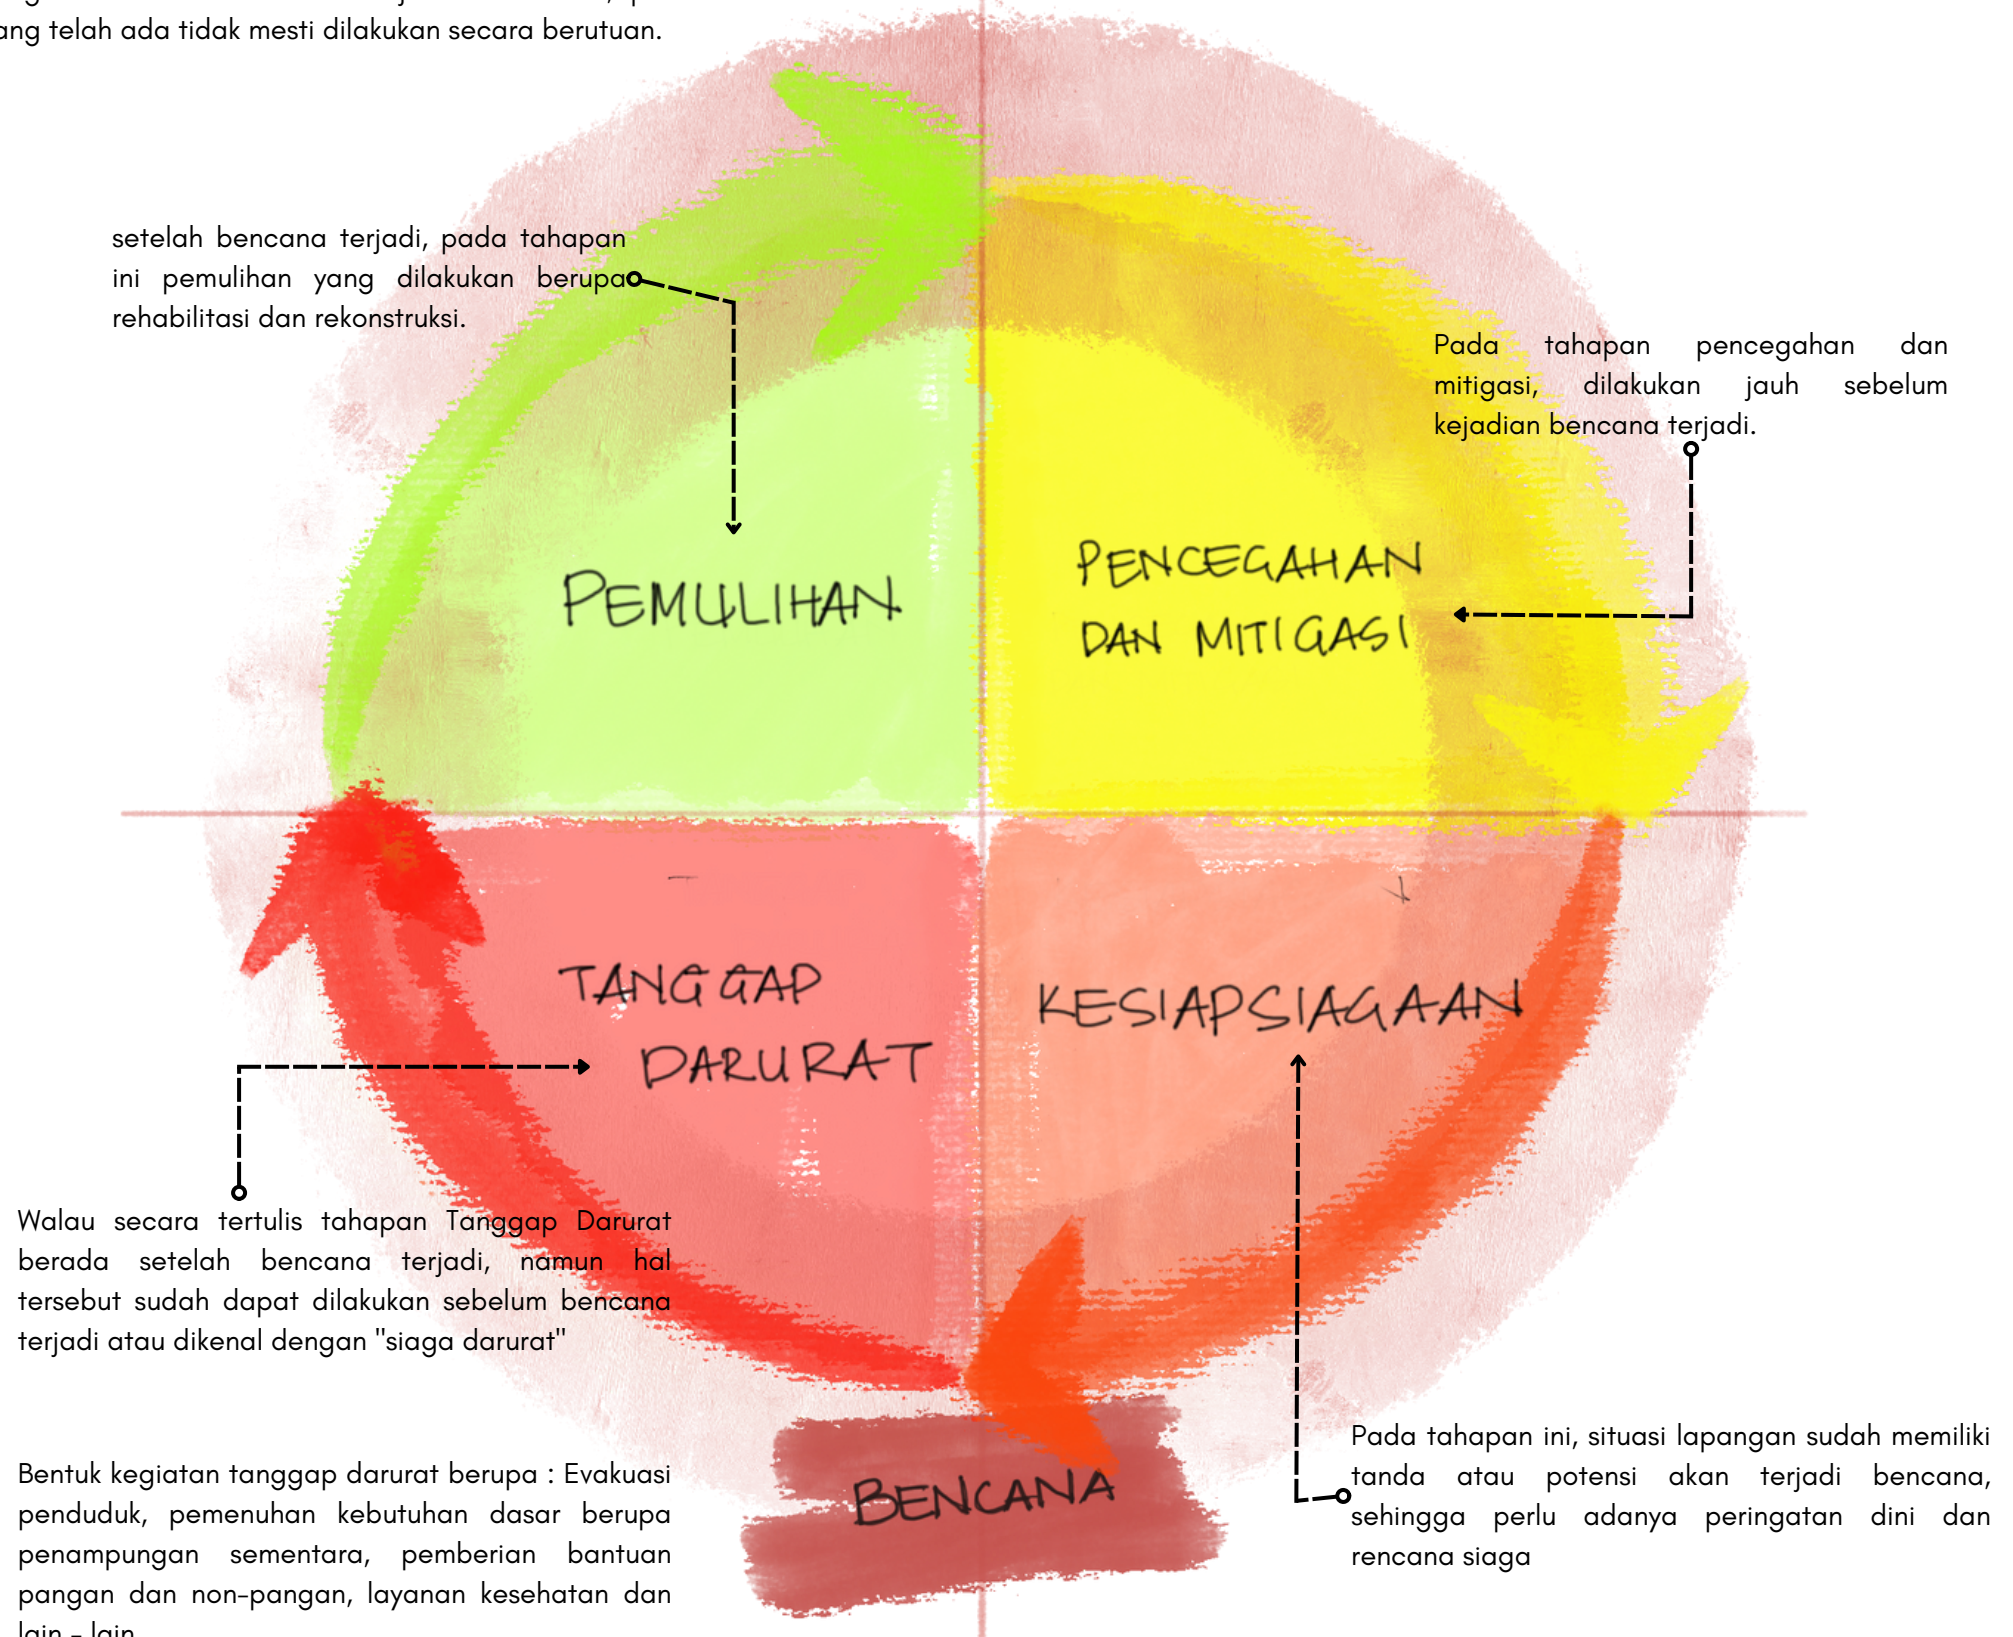 ang telah ada tidak mesti dilakukan secara berutuan.
setelah bencana terjadi, pada tahapan
ini pemulihan yang dilakukan berupa
rehabilitasi dan rekonstruksi.
Pada tahapan pencegahan dan
mitigasi, dilakukan jauh sebelum
kejadian bencana terjadi.
PEMULIHAN
PENCEGAHAN
DAN MITIGASI
TANGGAP
DARURAT
KESIAPSIAGAAN
Walau secara tertulis tahapan Tanggap Darurat
berada setelah bencana terjadi, namun hal
tersebut sudah dapat dilakukan sebelum bencana
terjadi atau dikenal dengan "siaga darurat"
Bentuk kegiatan tanggap darurat berupa : Evakuasi
penduduk, pemenuhan kebutuhan dasar berupa
penampungan sementara, pemberian bantuan
pangan dan non-pangan, layanan kesehatan dan
lain - lain
BENCANA
Pada tahapan ini, situasi lapangan sudah memiliki
tanda atau potensi akan terjadi bencana,
sehingga perlu adanya peringatan dini dan
rencana siaga